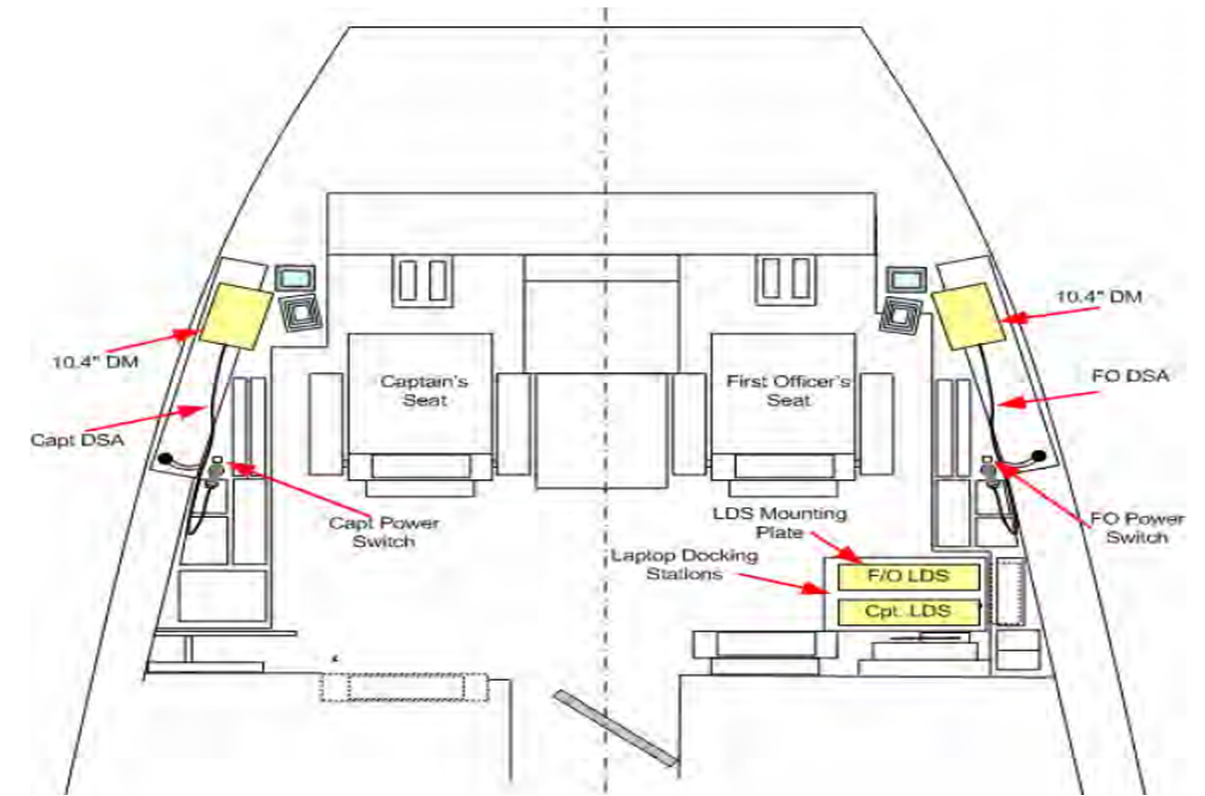 10.4" DM
10.4" DM
Captain's
Seat
First Officer's
Seat
FO DSA
Capt DSA
Capt Power
Switch
LDS Mounting
Plate
FO Power
Switch
Laptop Docking
Stations
F/O LDS
Cpt. LDS